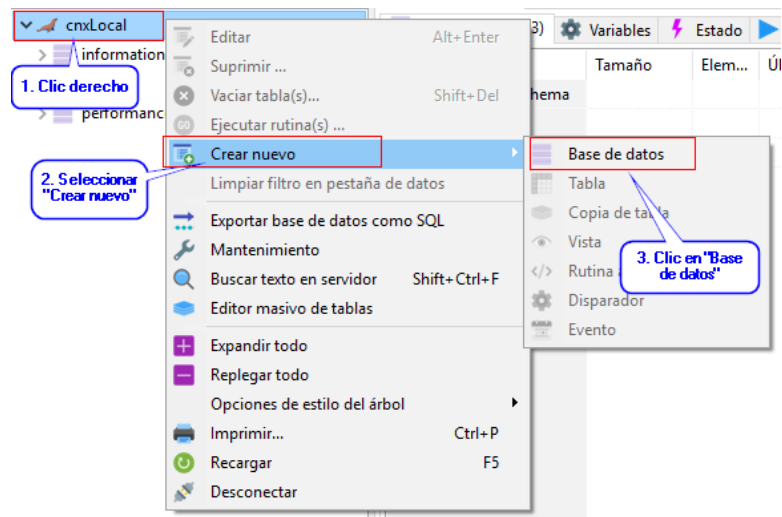 cnxLocal
information
1. Clic derecho
performanc
2. Seleccionar
"Crear nuevo"
Editar Alt+Enter
Suprimir ...
Vaciar tabla(s)... Shift+Del
Ejecutar rutina(s) ...
Crear nuevo
Limpiar filtro en pestaña de datos
Exportar base de datos como SQL
Mantenimiento
Buscar texto en servidor Shift+Ctrl+F
Editor masivo de tablas
Expandir todo
Replegar todo
Opciones de estilo del árbol
Imprimir... Ctrl+P
Recargar F5
Desconectar
3) Variables Estado
Tamaño Elem... Úl
hema
Base de datos
Tabla
Copia de tabla
Vista
Rutina
Disparador
Evento
3. Clic en "Base
de datos"